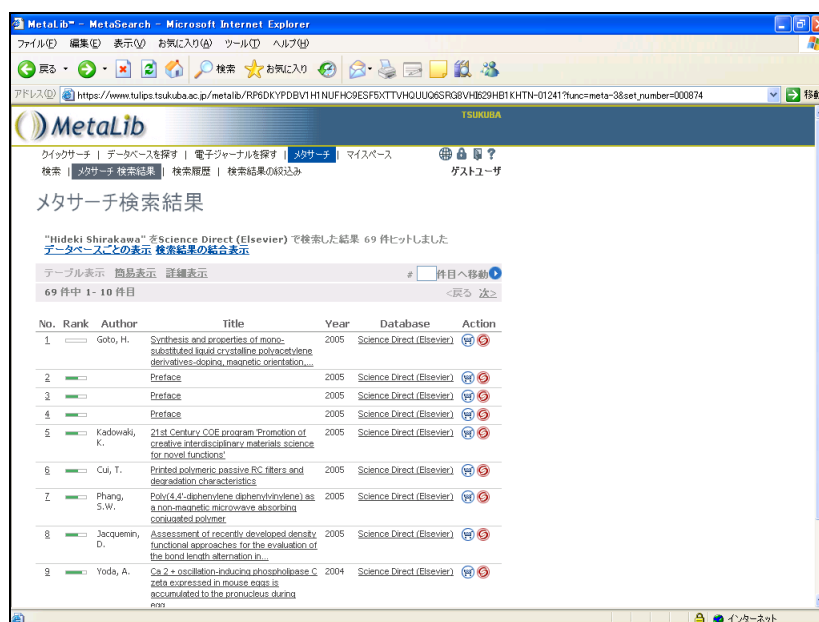 MetaLib™ - MetaSearch - Microsoft Internet Explorer
ファイル(F) 編集(E) 表示(V) お気に入り(A) ツール(T) ヘルプ(H)
戻る 検索 お気に入り
アドレス(D) 移動
TSUKUBA
MetaLib
クイックサーチ | データベースを探す | 電子ジャーナルを探す | メタサーチ | マイスペース
検索 | メタサーチ 検索結果 | 検索履歴 | 検索結果の絞込み ゲストユーザ
メタサーチ検索結果
"Hideki Shirakawa" をScience Direct (Elsevier) で検索した結果 69 件ヒットしました
データベースごとの表示 検索結果の結合表示
テーブル表示 簡易表示 詳細表示 # 件目へ移動
69 件中 1- 10 件目 <戻る 次>
No. Rank Author Title Year Database Action
1 Goto, H. Synthesis and properties of mono- 2005 Science Direct (Elsevier)
substituted liquid crystalline polyacetylene
derivatives-doping, magnetic orientation,...
2 Preface 2005 Science Direct (Elsevier)
3 Preface 2005 Science Direct (Elsevier)
4 Preface 2005 Science Direct (Elsevier)
5 Kadowaki, 21st Century COE program 'Promotion of 2005 Science Direct (Elsevier)
K. creative interdisciplinary materials science
for novel functions'
6 Cui, T. Printed polymeric passive RC filters and 2005 Science Direct (Elsevier)
degradation characteristics
7 Phang, Poly(4,4'-diphenylene diphenylvinylene) as 2005 Science Direct (Elsevier)
S.W. a non-magnetic microwave absorbing
conjugated polymer
8 Jacquemin, Assessment of recently developed density 2005 Science Direct (Elsevier)
D. functional approaches for the evaluation of
the bond length alternation in...
9 Yoda, A. Ca 2 + oscillation-inducing phospholipase C 2004 Science Direct (Elsevier)
zeta expressed in mouse eggs is
accumulated to the pronucleus during
egg
インターネット